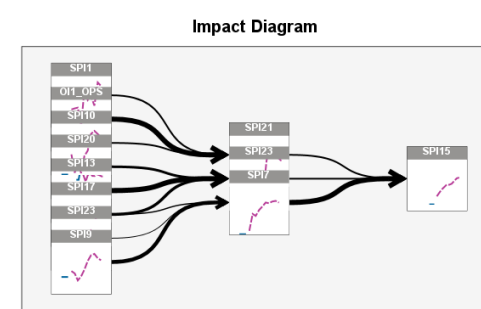 Impact Diagram
SPI1
OI1_OPS
SPI10
SPI20
SPI13
SPI17
SPI23
SPI9
SPI21
SPI23
SPI7
SPI15